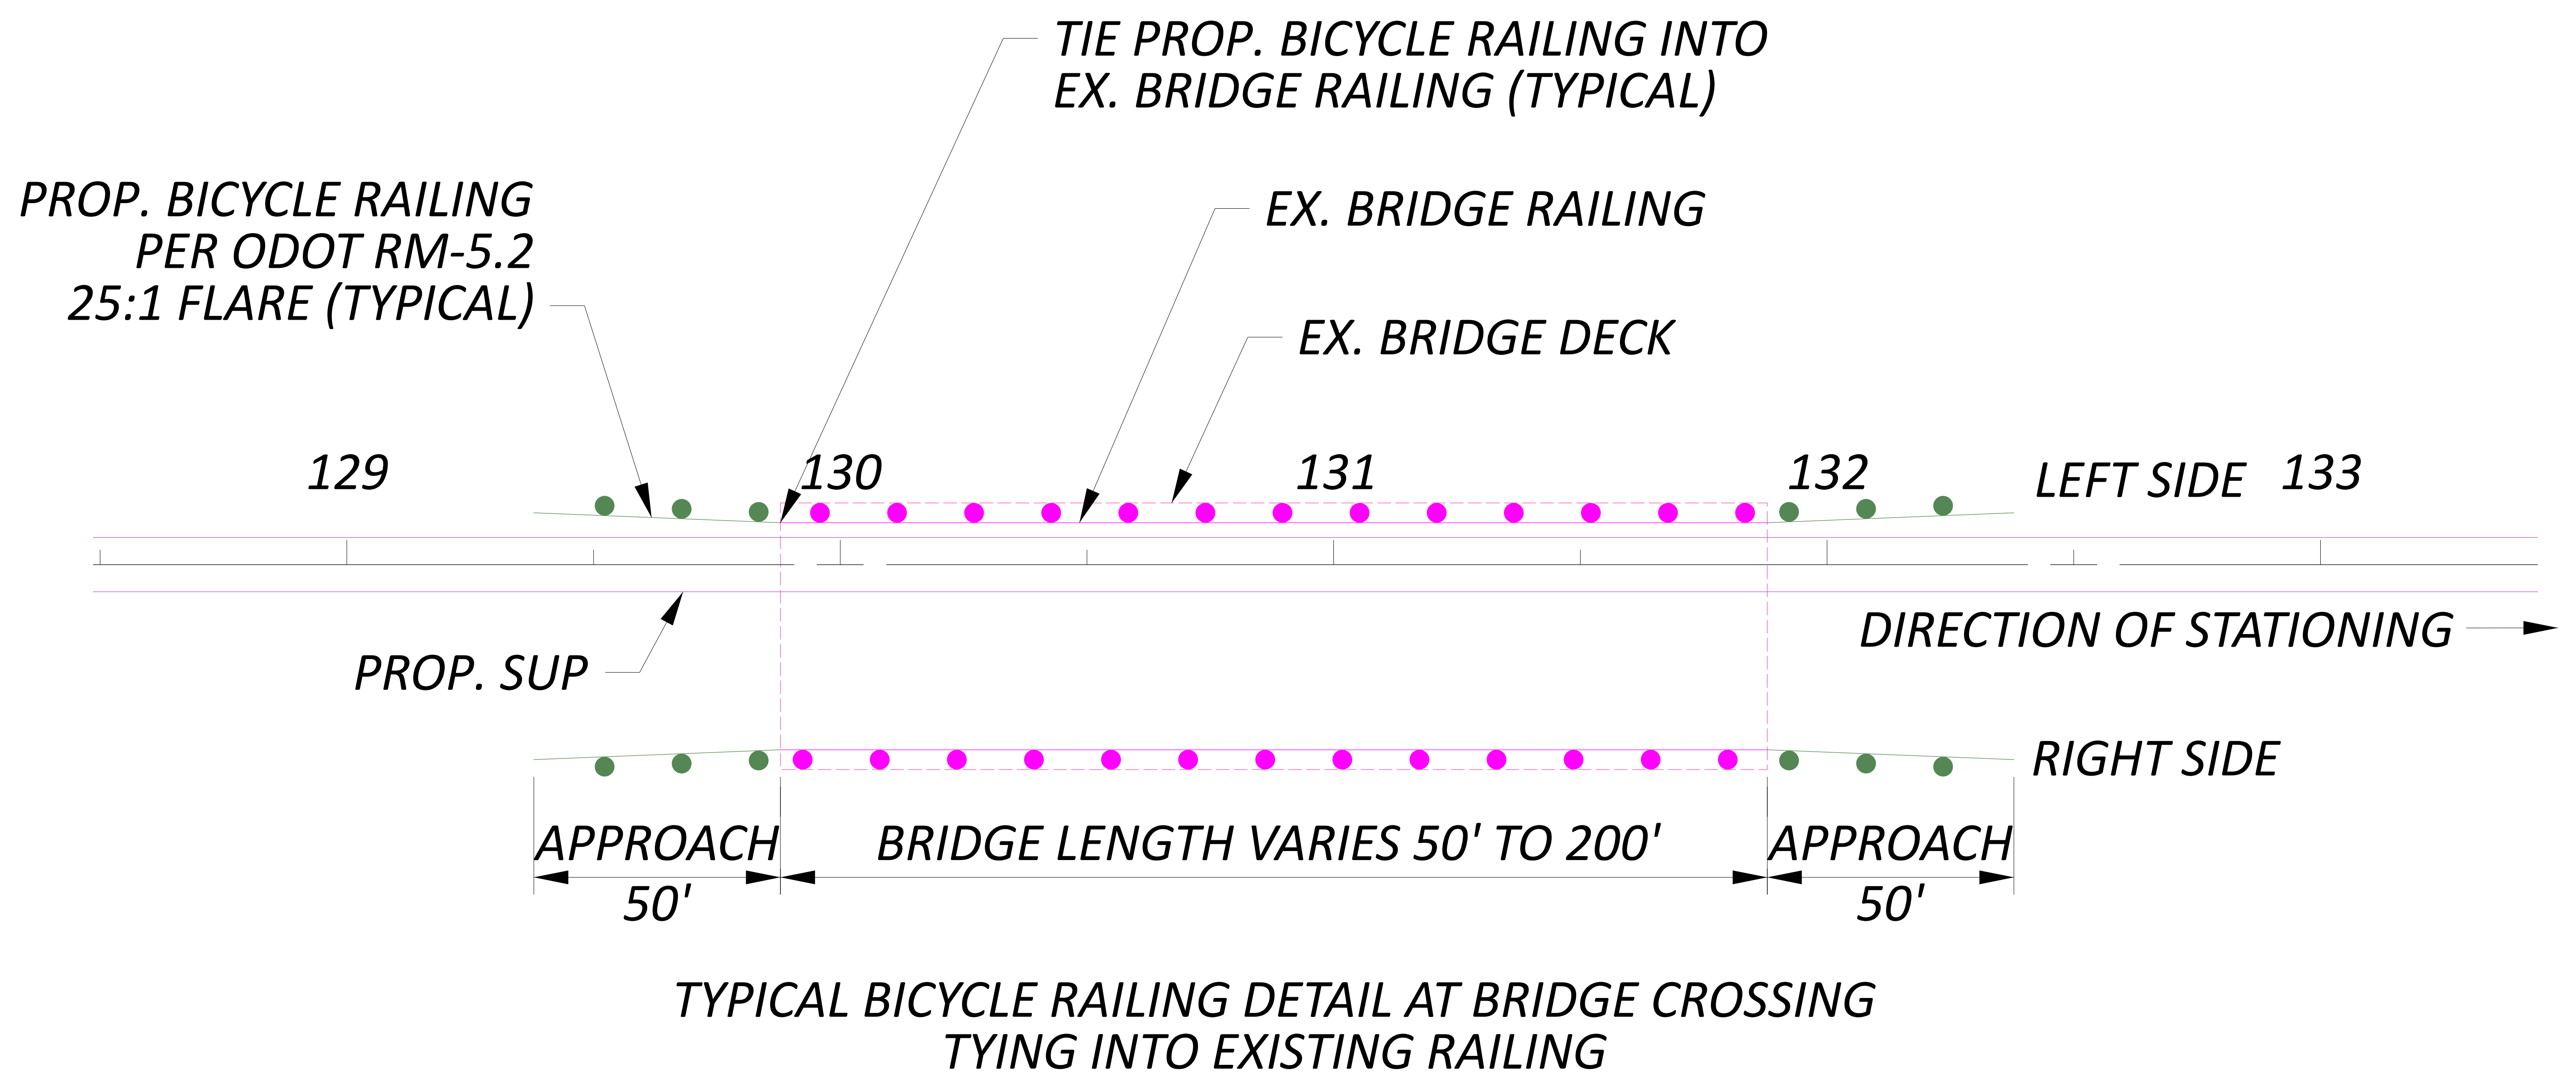 TIE PROP. BICYCLE RAILING INTO
EX. BRIDGE RAILING (TYPICAL)
PROP. BICYCLE RAILING
PER ODOT RM-5.2
25:1 FLARE (TYPICAL)
EX. BRIDGE RAILING
EX. BRIDGE DECK
129
130
131
132
LEFT SIDE
133
DIRECTION OF STATIONING
PROP. SUP
RIGHT SIDE
APPROACH
50'
BRIDGE LENGTH VARIES 50' TO 200'
APPROACH
50'
TYPICAL BICYCLE RAILING DETAIL AT BRIDGE CROSSING
TYING INTO EXISTING RAILING